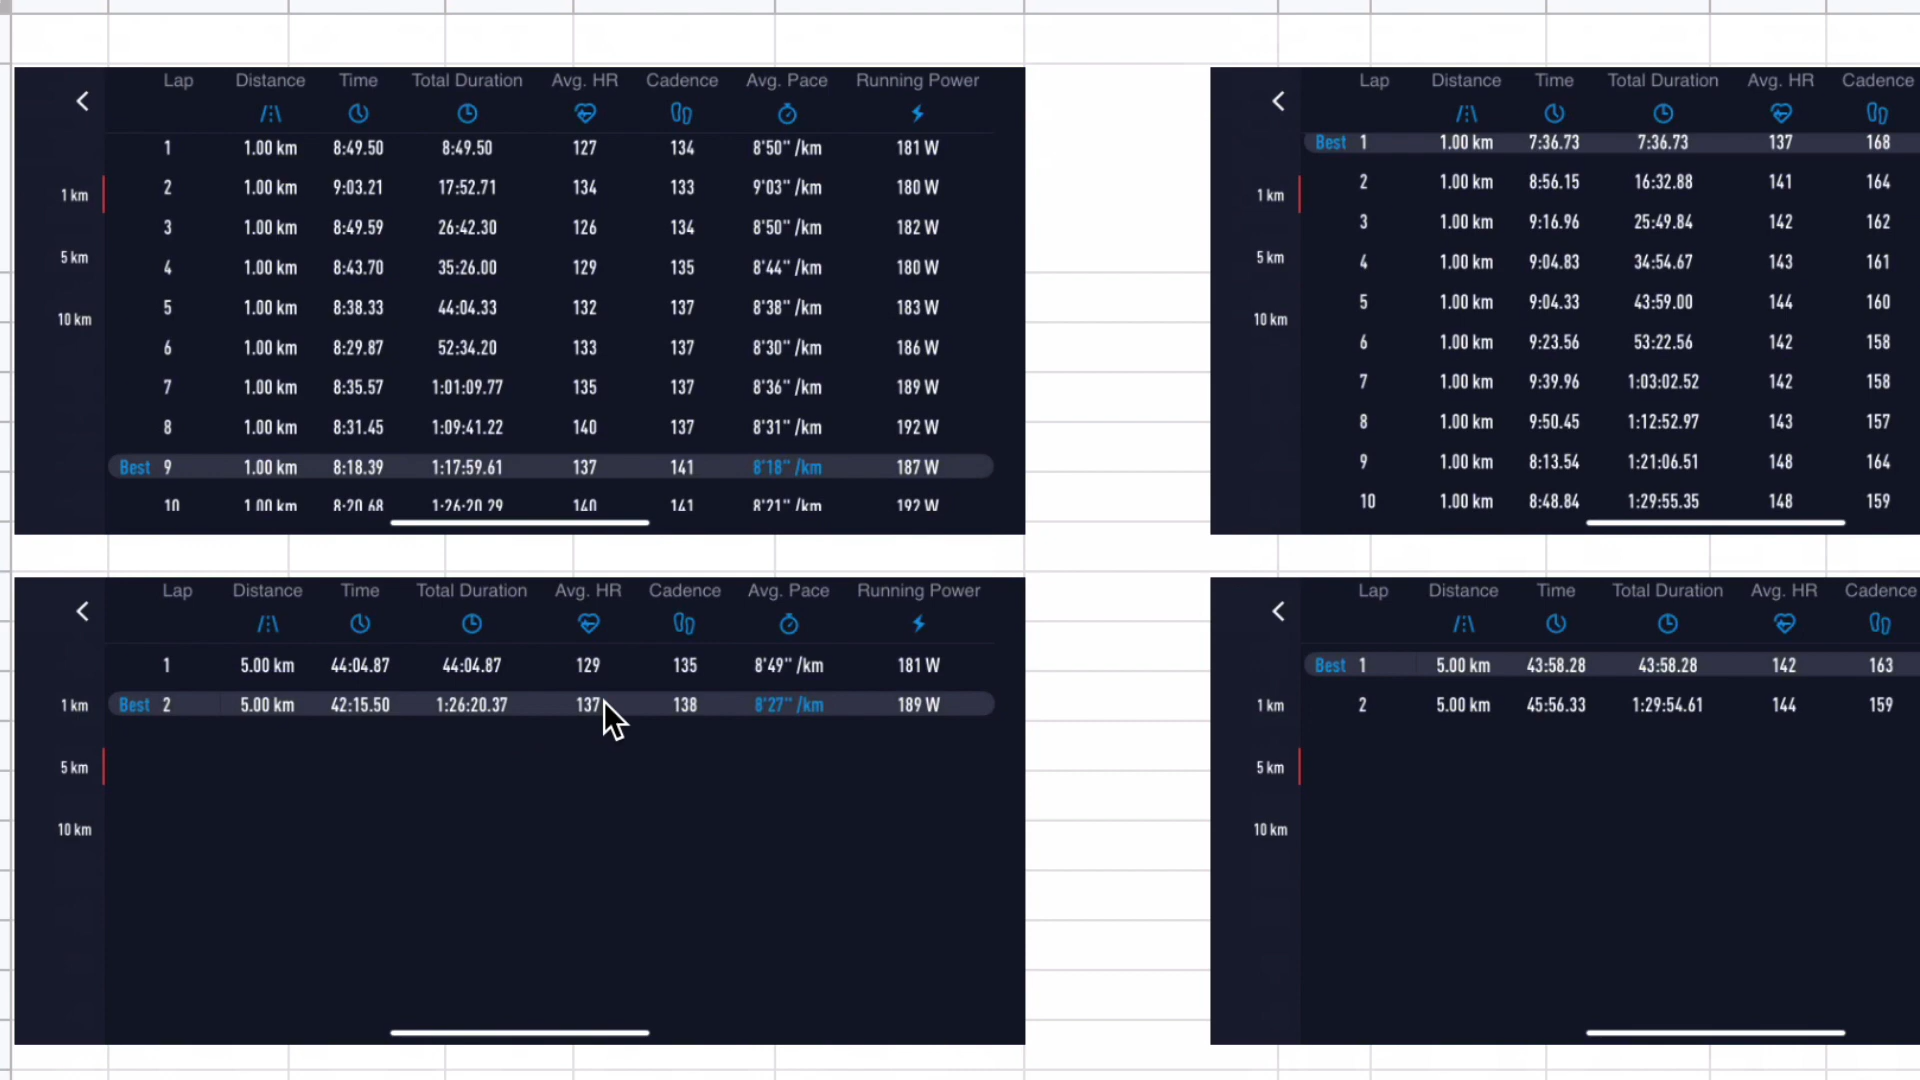 Lap Distance Time Total Duration Avg. HR Cadence Avg. Pace Running Power
1 1.00 km 8:49.50 8:49.50 127 134 8'50" /km 181 W
2 1.00 km 9:03.21 17:52.71 134 133 9'03" /km 180 W
1 km
3 1.00 km 8:49.59 26:42.30 126 134 8'50" /km 182 W
5 km
4 1.00 km 8:43.70 35:26.00 129 135 8'44" /km 180 W
5 1.00 km 8:38.33 44:04.33 132 137 8'38" /km 183 W
10 km
6 1.00 km 8:29.87 52:34.20 133 137 8'30" /km 186 W
7 1.00 km 8:35.57 1:01:09.77 135 137 8'36" /km 189 W
8 1.00 km 8:31.45 1:09:41.22 140 137 8'31" /km 192 W
Best 9 1.00 km 8:18.39 1:17:59.61 137 141 8'18" /km 187 W
10 1.00 km 8:20.68 1:26:20.29 140 141 8'21" /km 192 W
Lap Distance Time Total Duration Avg. HR Cadence
Best 1 1.00 km 7:36.73 7:36.73 137 168
2 1.00 km 8:56.15 16:32.88 141 164
1 km
3 1.00 km 9:16.96 25:49.84 142 162
5 km
4 1.00 km 9:04.83 34:54.67 143 161
5 1.00 km 9:04.33 43:59.00 144 160
10 km
6 1.00 km 9:23.56 53:22.56 142 158
7 1.00 km 9:39.96 1:03:02.52 142 158
8 1.00 km 9:50.45 1:12:52.97 143 157
9 1.00 km 8:13.54 1:21:06.51 148 164
10 1.00 km 8:48.84 1:29:55.35 148 159
Lap Distance Time Total Duration Avg. HR Cadence Avg. Pace Running Power
1 5.00 km 44:04.87 44:04.87 129 135 8'49" /km 181 W
1 km Best 2 5.00 km 42:15.50 1:26:20.37 137 138 8'27" /km 189 W
5 km
10 km
Lap Distance Time Total Duration Avg. HR Cadence
Best 1 5.00 km 43:58.28 43:58.28 142 163
1 km 2 5.00 km 45:56.33 1:29:54.61 144 159
5 km
10 km